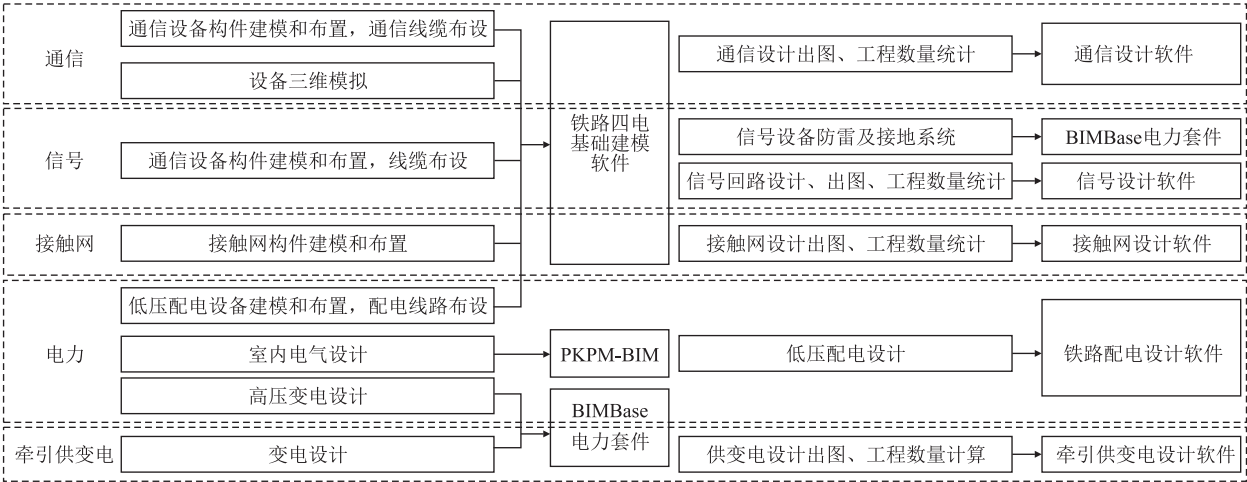 通信
通信设备构件建模和布置，通信线缆布设
设备三维模拟
通信设计出图、工程数量统计
通信设计软件
铁路四电
基础建模
软件
信号
通信设备构件建模和布置，线缆布设
信号设备防雷及接地系统
BIMBase电力套件
信号回路设计、出图、工程数量统计
信号设计软件
接触网
接触网构件建模和布置
接触网设计出图、工程数量统计
接触网设计软件
电力
低压配电设备建模和布置，配电线路布设
室内电气设计
PKPM-BIM
低压配电设计
铁路配电设计软件
高压变电设计
BIMBase
电力套件
牵引供变电
变电设计
供变电设计出图、工程数量计算
牵引供变电设计软件